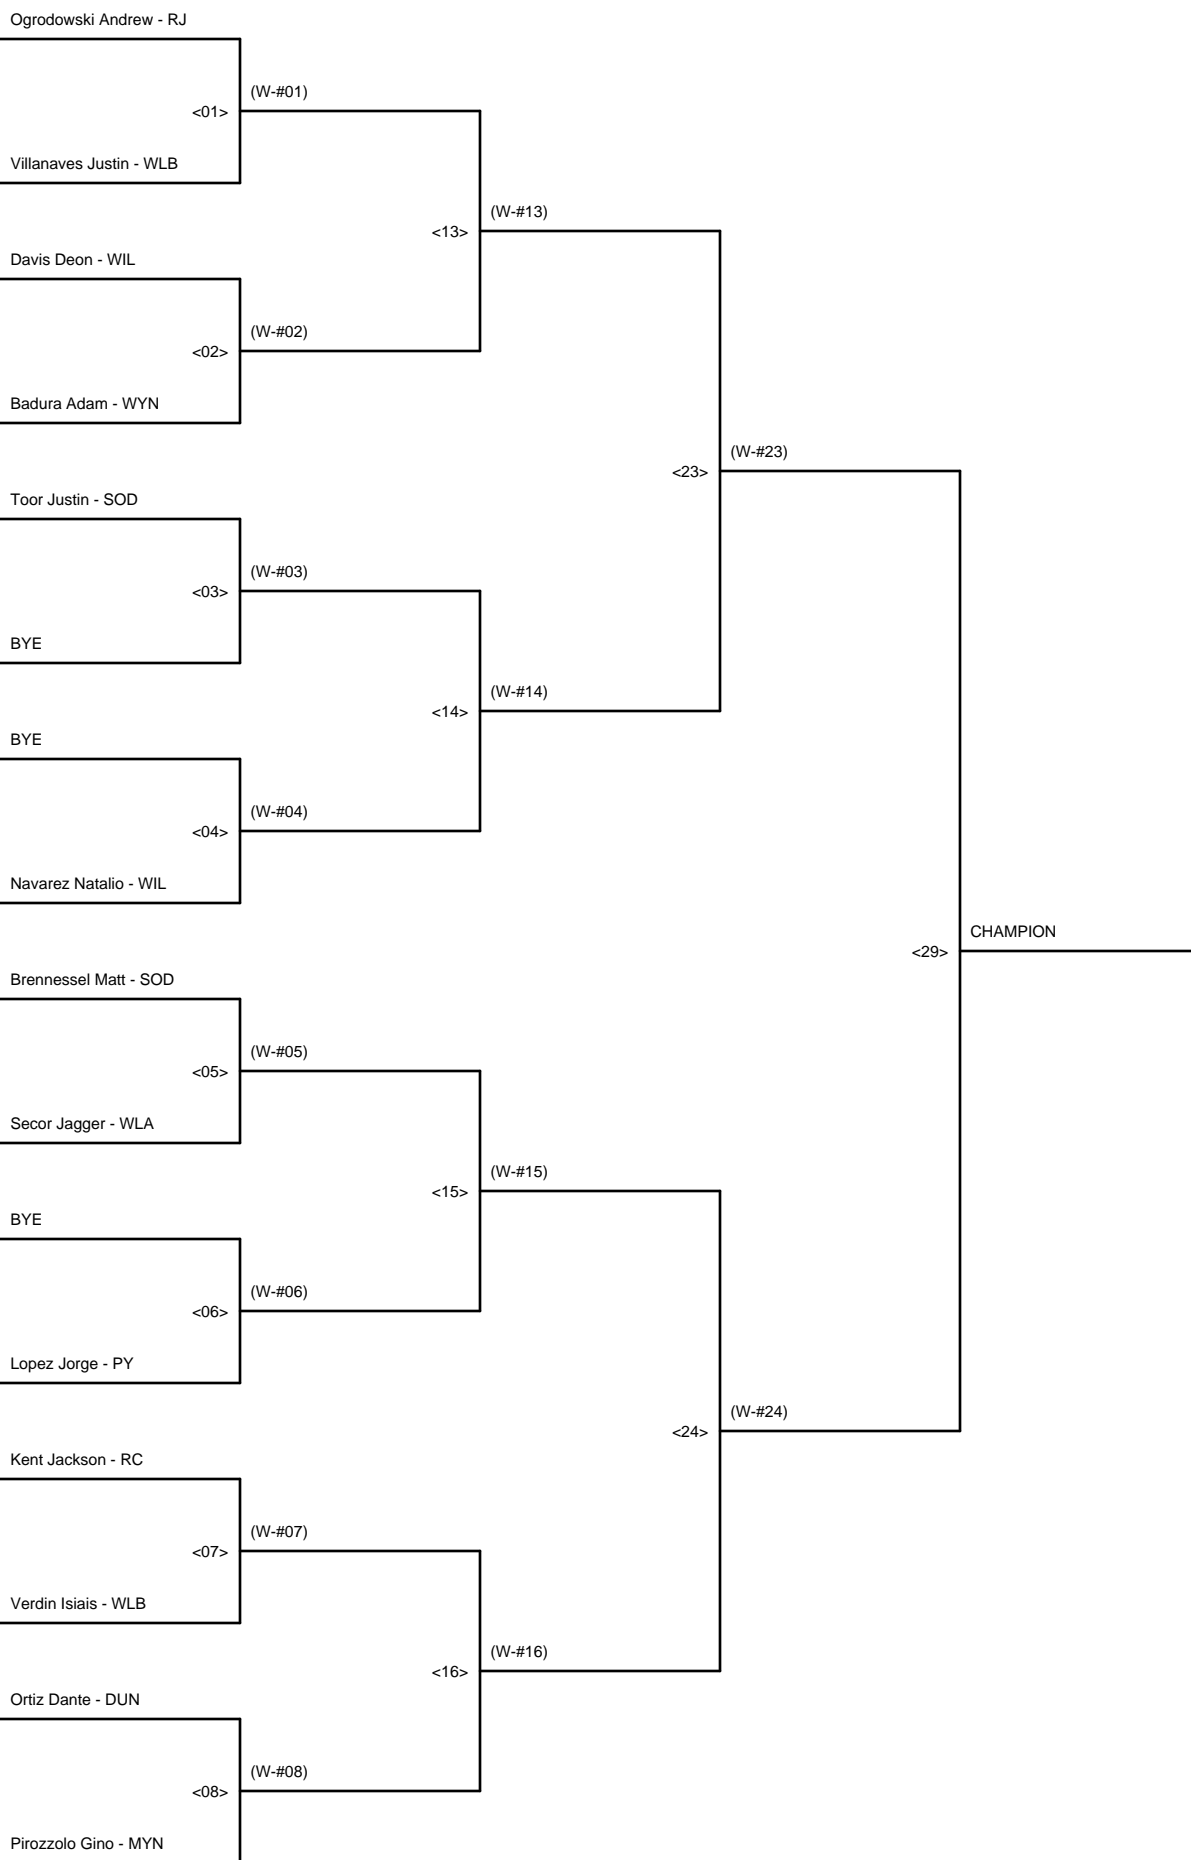 Ogrodowski Andrew - RJ
(W-#01)
<01>
Villanaves Justin - WLB
(W-#13)
<13>
Davis Deon - WIL
(W-#02)
<02>
Badura Adam - WYN
(W-#23)
<23>
Toor Justin - SOD
(W-#03)
<03>
BYE
(W-#14)
<14>
BYE
(W-#04)
<04>
Navarez Natalio - WIL
CHAMPION
<29>
Brennessel Matt - SOD
(W-#05)
<05>
Secor Jagger - WLA
(W-#15)
<15>
BYE
(W-#06)
<06>
Lopez Jorge - PY
(W-#24)
<24>
Kent Jackson - RC
(W-#07)
<07>
Verdin Isiais - WLB
(W-#16)
<16>
Ortiz Dante - DUN
(W-#08)
<08>
Pirozzolo Gino - MYN